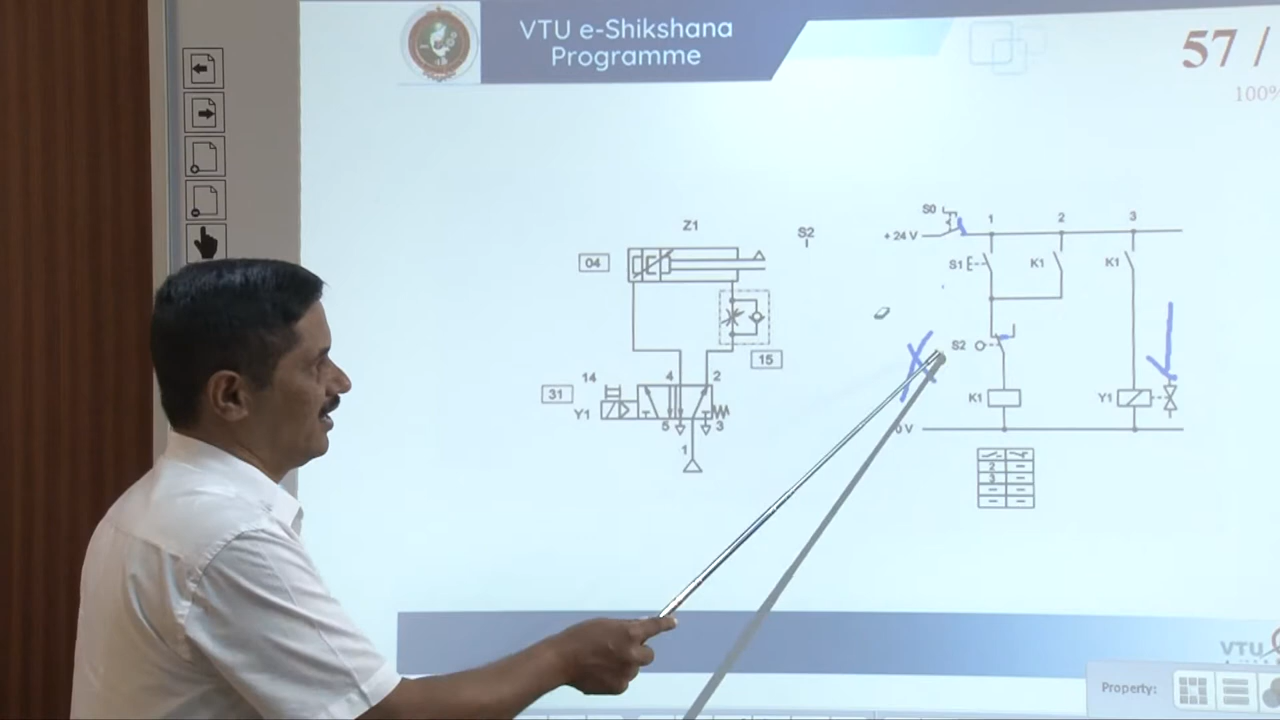 VTU e-Shikshana
Programme
57 /
100%
Z1
S2
04
15
14
4
2
31
Y1
5
3
1
S0
1
2
3
+ 24 V
S1
K1
K1
S2
K1
Y1
0 V
2
3
VTU
Property: